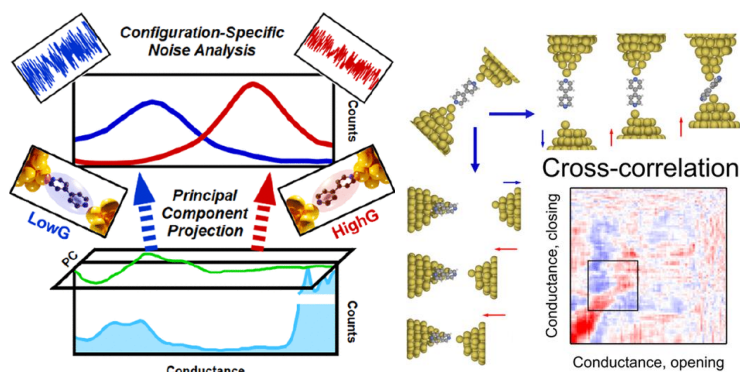 Configuration-Specific
Noise Analysis
Counts
LowG
Principal
Component
Projection
HighG
PC
Counts
Conductance
Cross-correlation
Conductance, closing
Conductance, opening